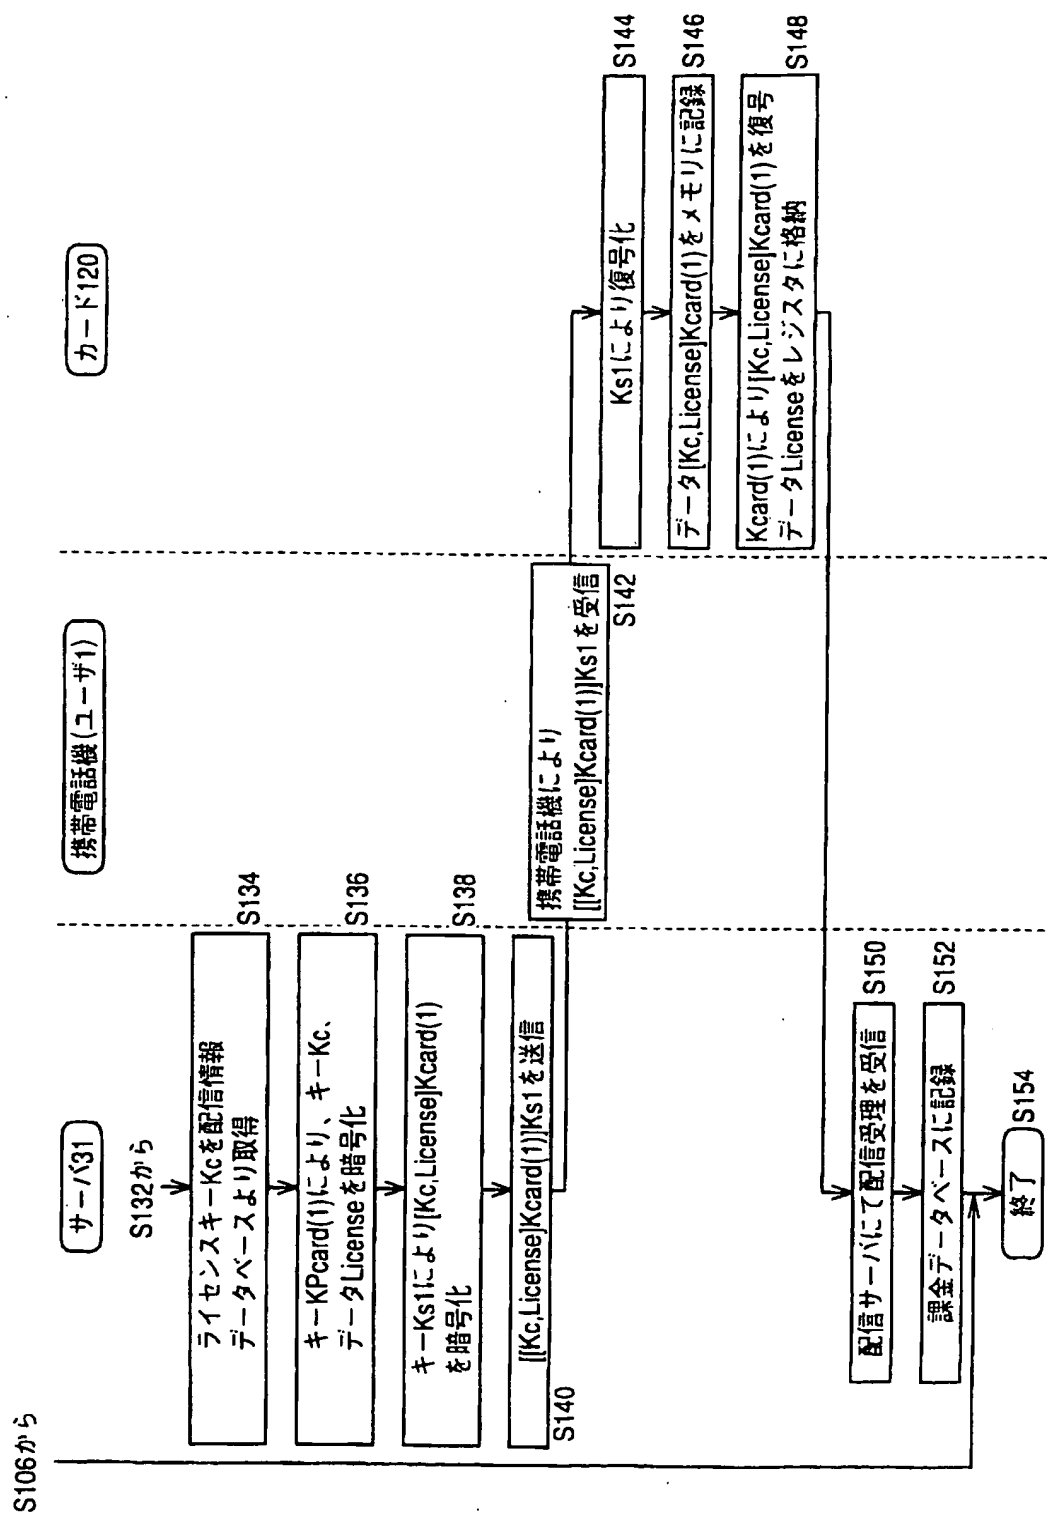 S106から
サーバ31
携帯電話機(ユーザ1)
カード120
S132から
ライセンスキーKcを配信情報
データベースより取得
S134
キーKPcard(1)により、キーKc、
データLicenseを暗号化
S136
キーKs1により[Kc,License]Kcard(1)
を暗号化
S138
[[Kc,License]Kcard(1)]Ks1を送信
S140
携帯電話機により
[[Kc,License]Kcard(1)]Ks1を受信
S142
Ks1により復号化
S144
データ[Kc,License]Kcard(1)をメモリに記録
S146
Kcard(1)により[Kc,License]Kcard(1)を復号
データLicenseをレジスタに格納
S148
配信サーバにて配信受理を受信
S150
課金データベースに記録
S152
終了
S154